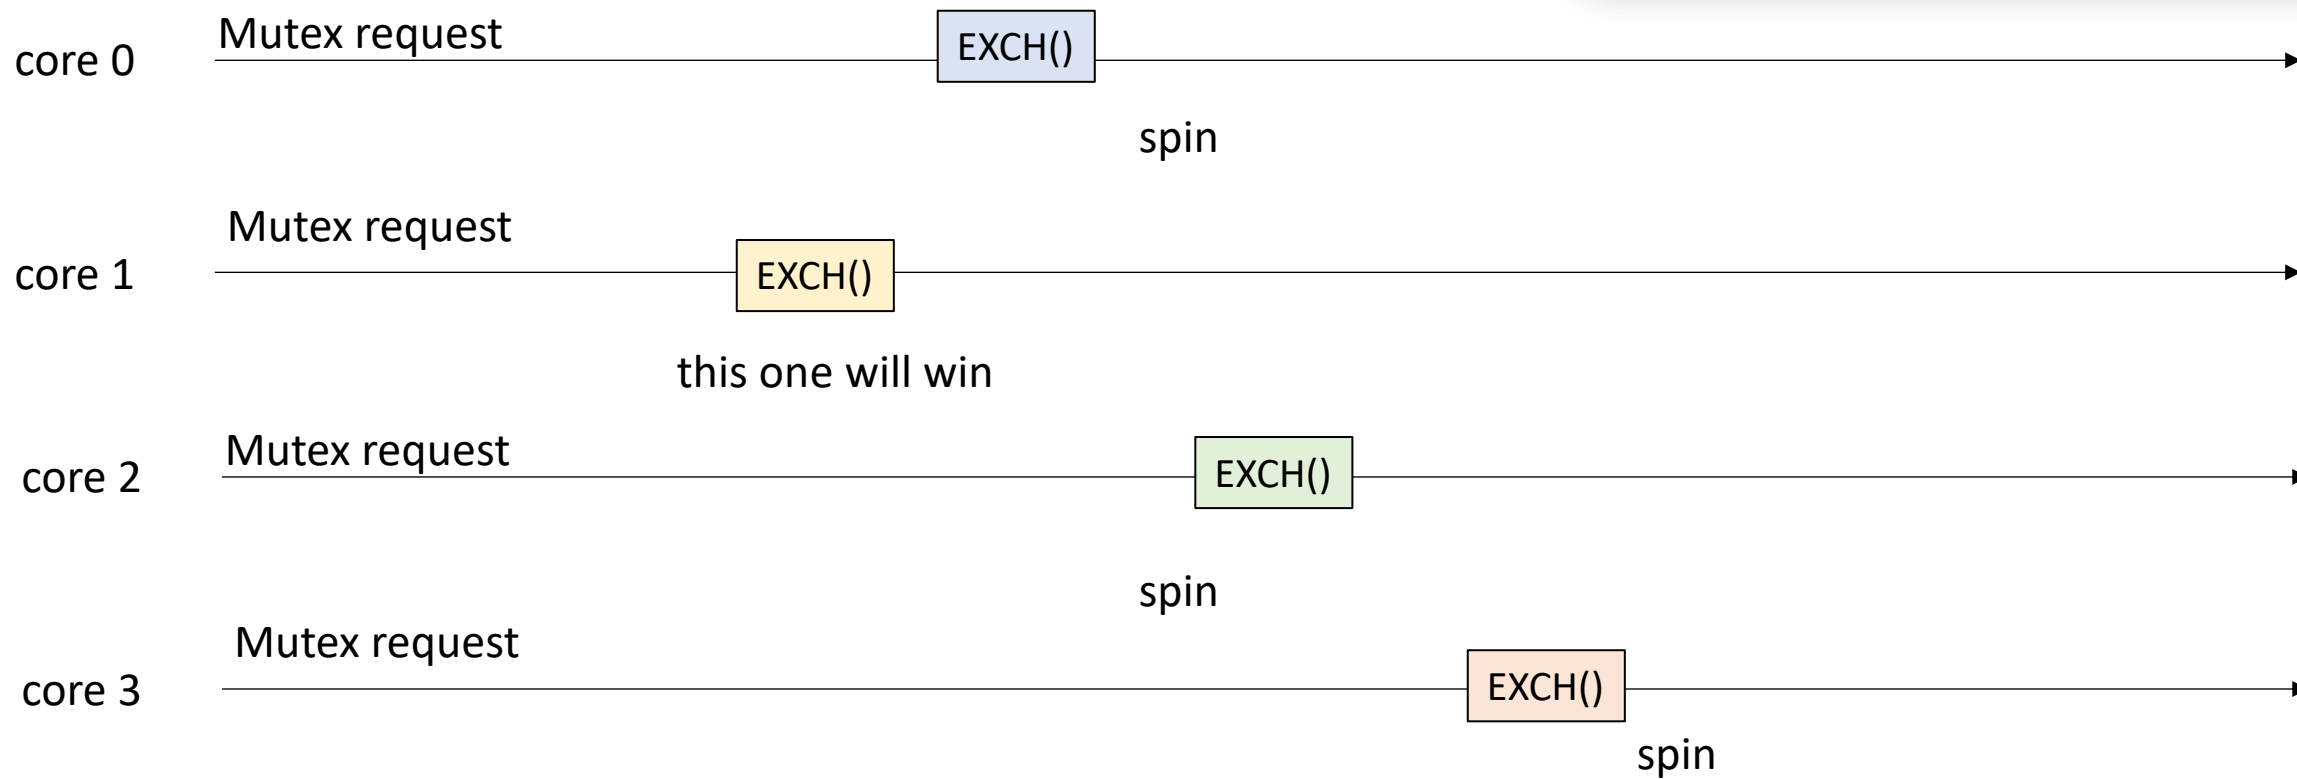 Mutex request
core 0
EXCH()
spin
Mutex request
core 1
EXCH()
this one will win
Mutex request
core 2
EXCH()
spin
Mutex request
core 3
EXCH()
spin